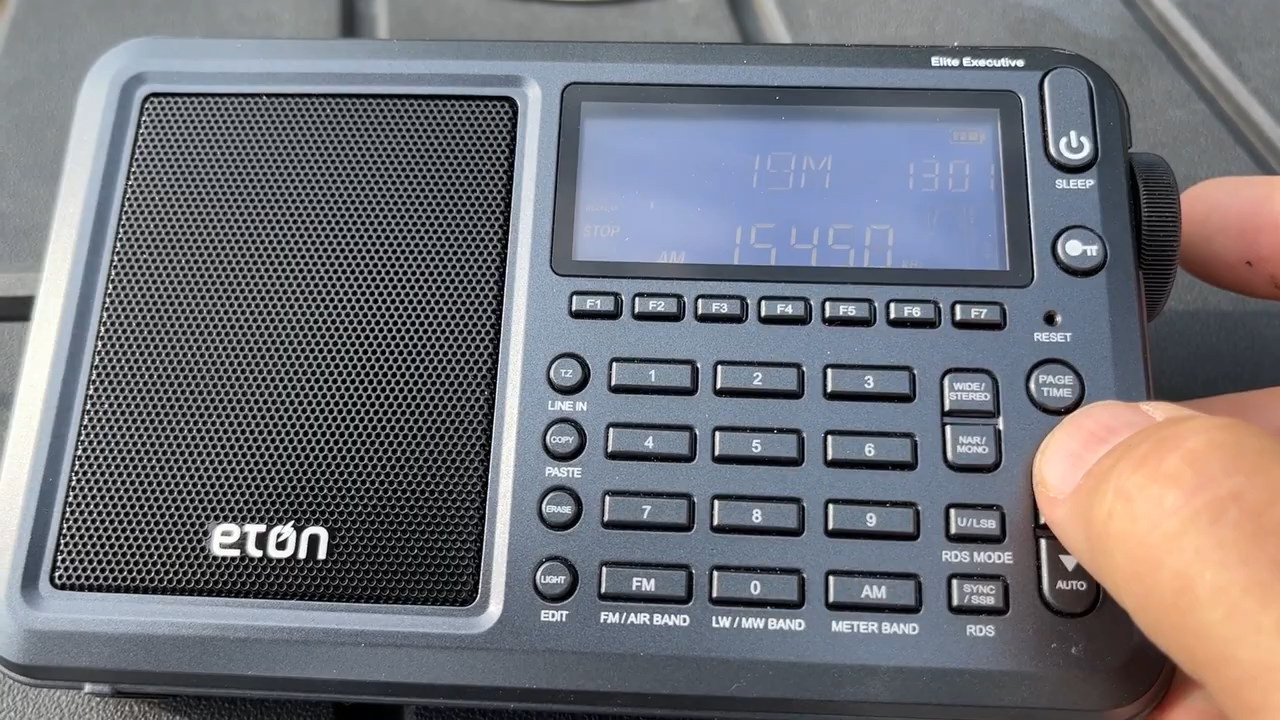 Elite Executive
19M 1301
STOP
AM 15450 kHz
SLEEP
F1 F2 F3 F4 F5 F6 F7
RESET
T.Z 1 2 3 WIDE/ STEREO PAGE TIME
LINE IN
COPY 4 5 6 NAR/ MONO
PASTE
ERASE 7 8 9 U/LSB
RDS MODE
eTóN
LIGHT FM 0 AM SYNC / SSB AUTO
EDIT FM / AIR BAND LW / MW BAND METER BAND RDS